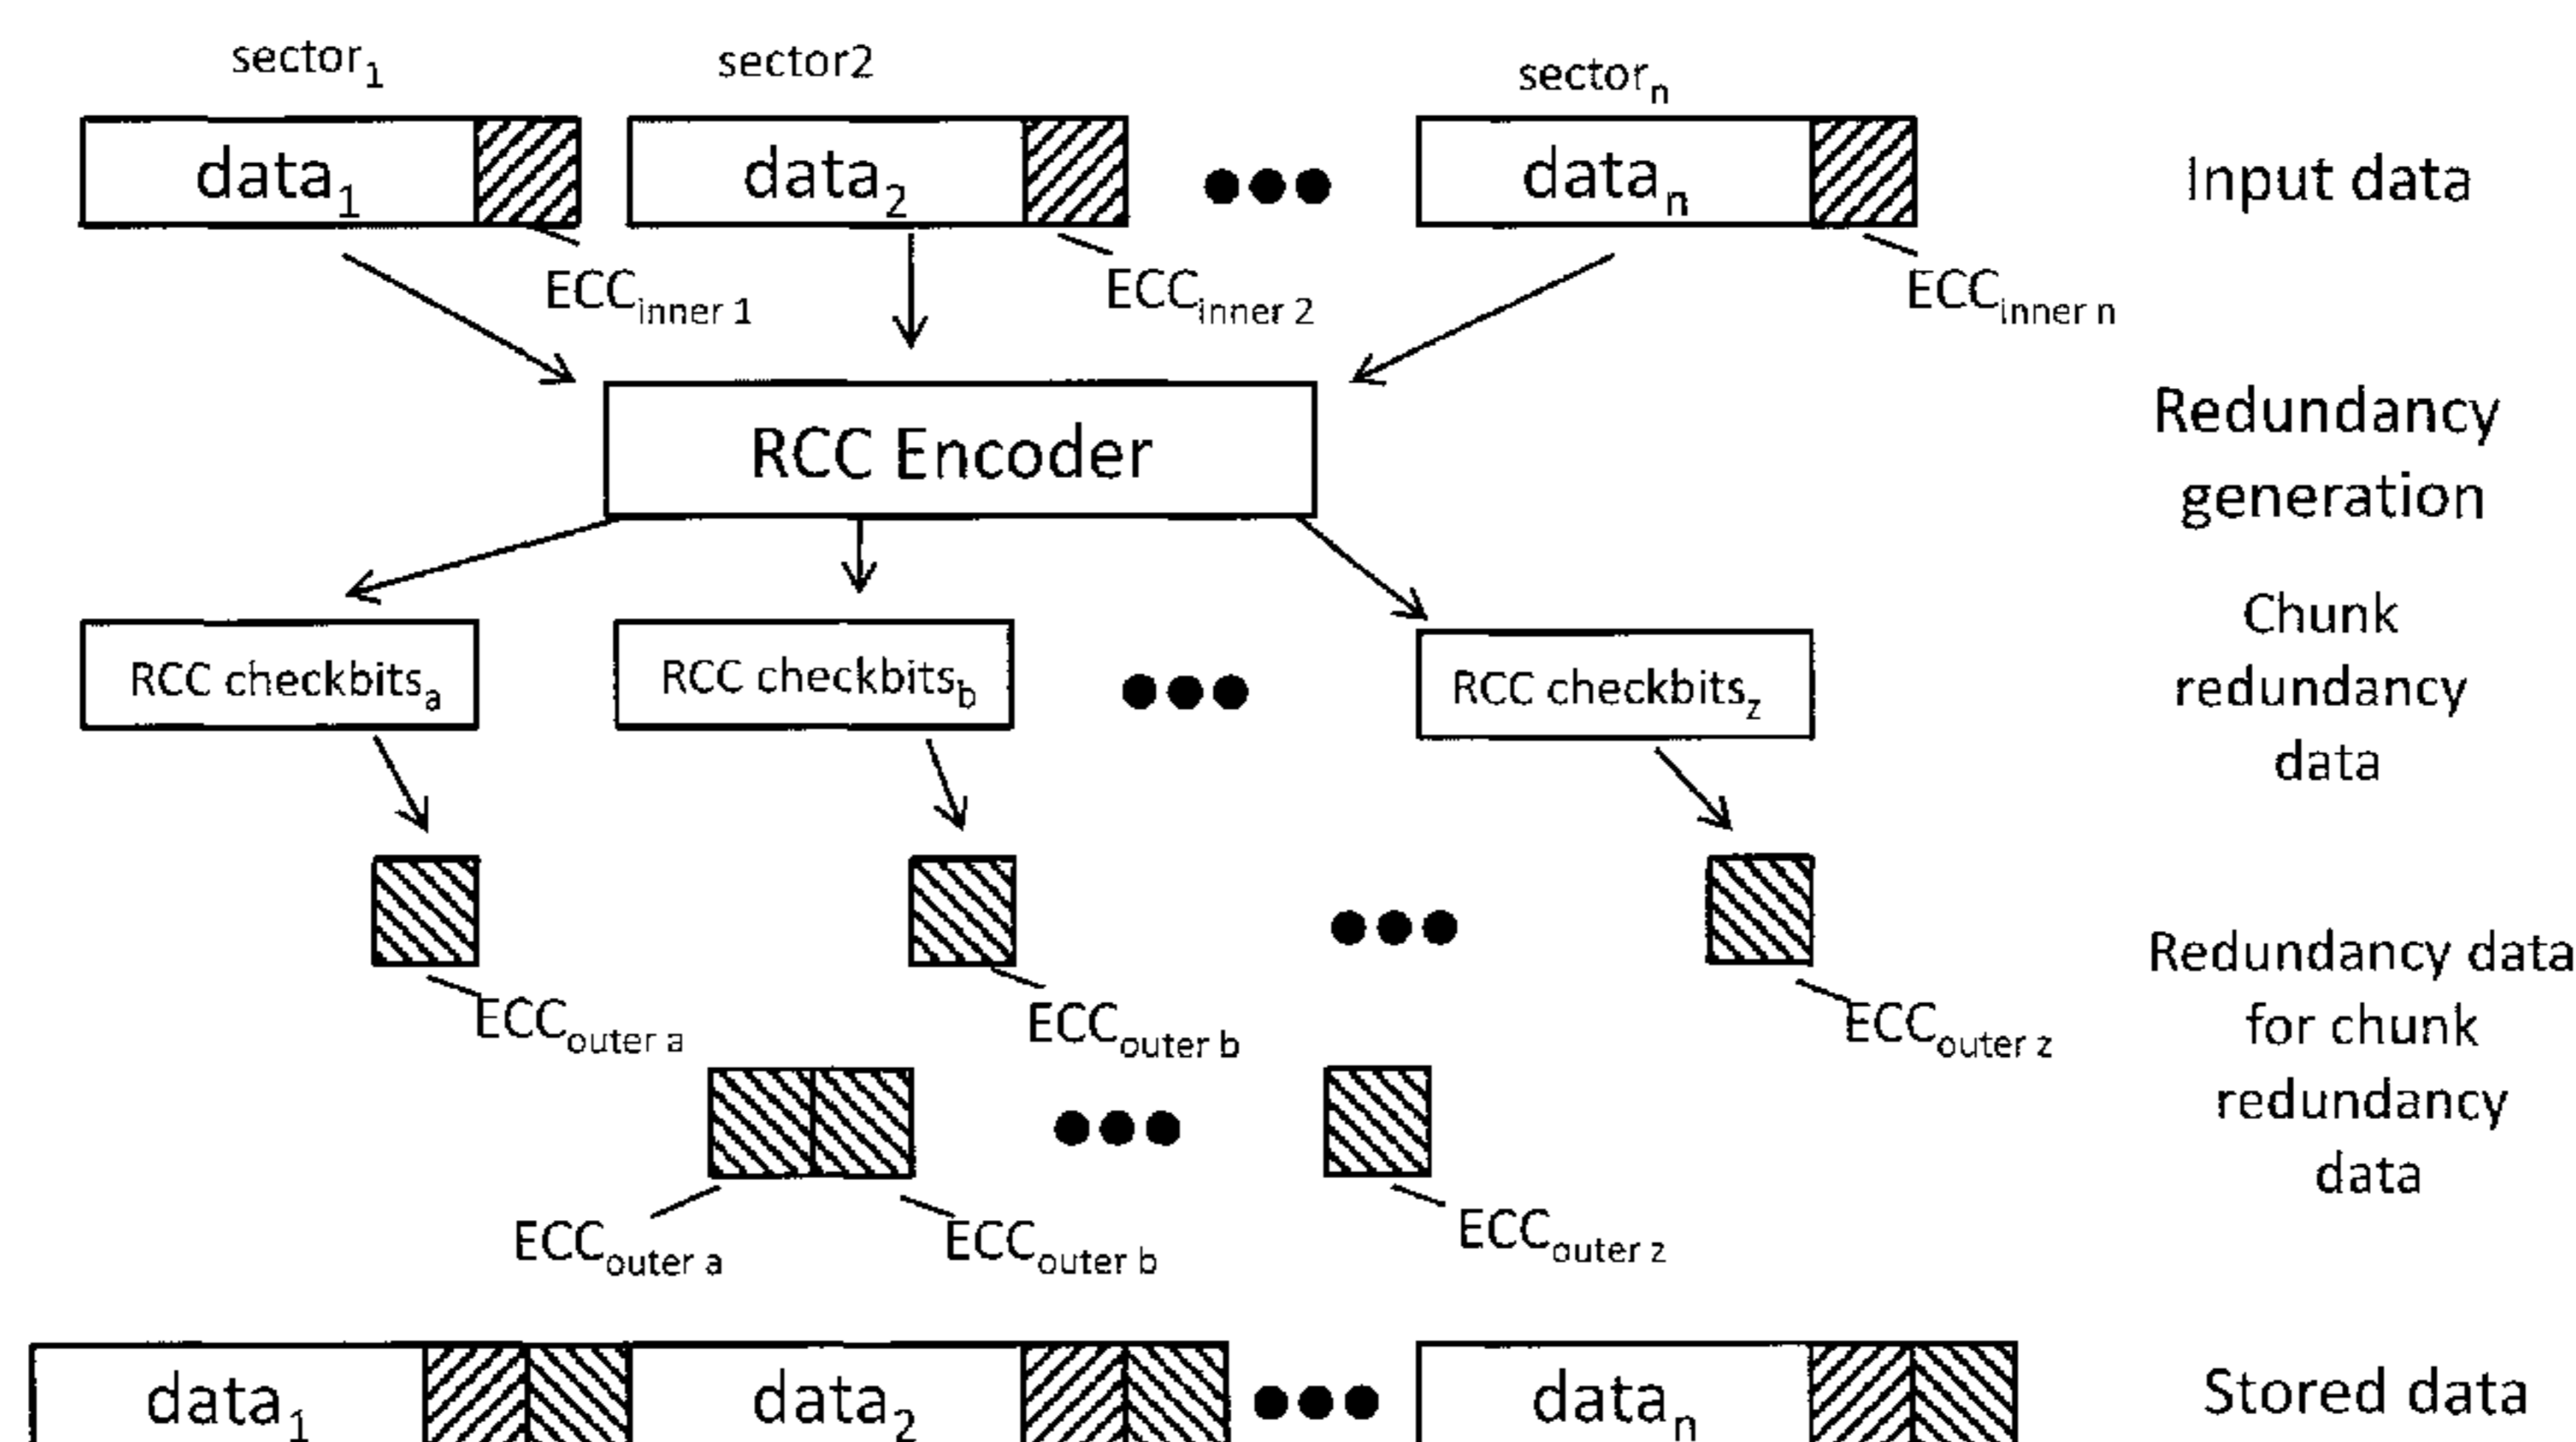 sector1 sector2 sectorn
data1 data2 datan Input data
ECCinner 1 ECCinner 2 ECCinner n
RCC Encoder
Redundancy
generation
RCC checkbitsa RCC checkbitsb RCC checkbitsz
Chunk
redundancy
data
ECCouter a ECCouter b ECCouter z
Redundancy data
for chunk
redundancy
data
ECCouter a ECCouter b ECCouter z
data1 data2 datan Stored data